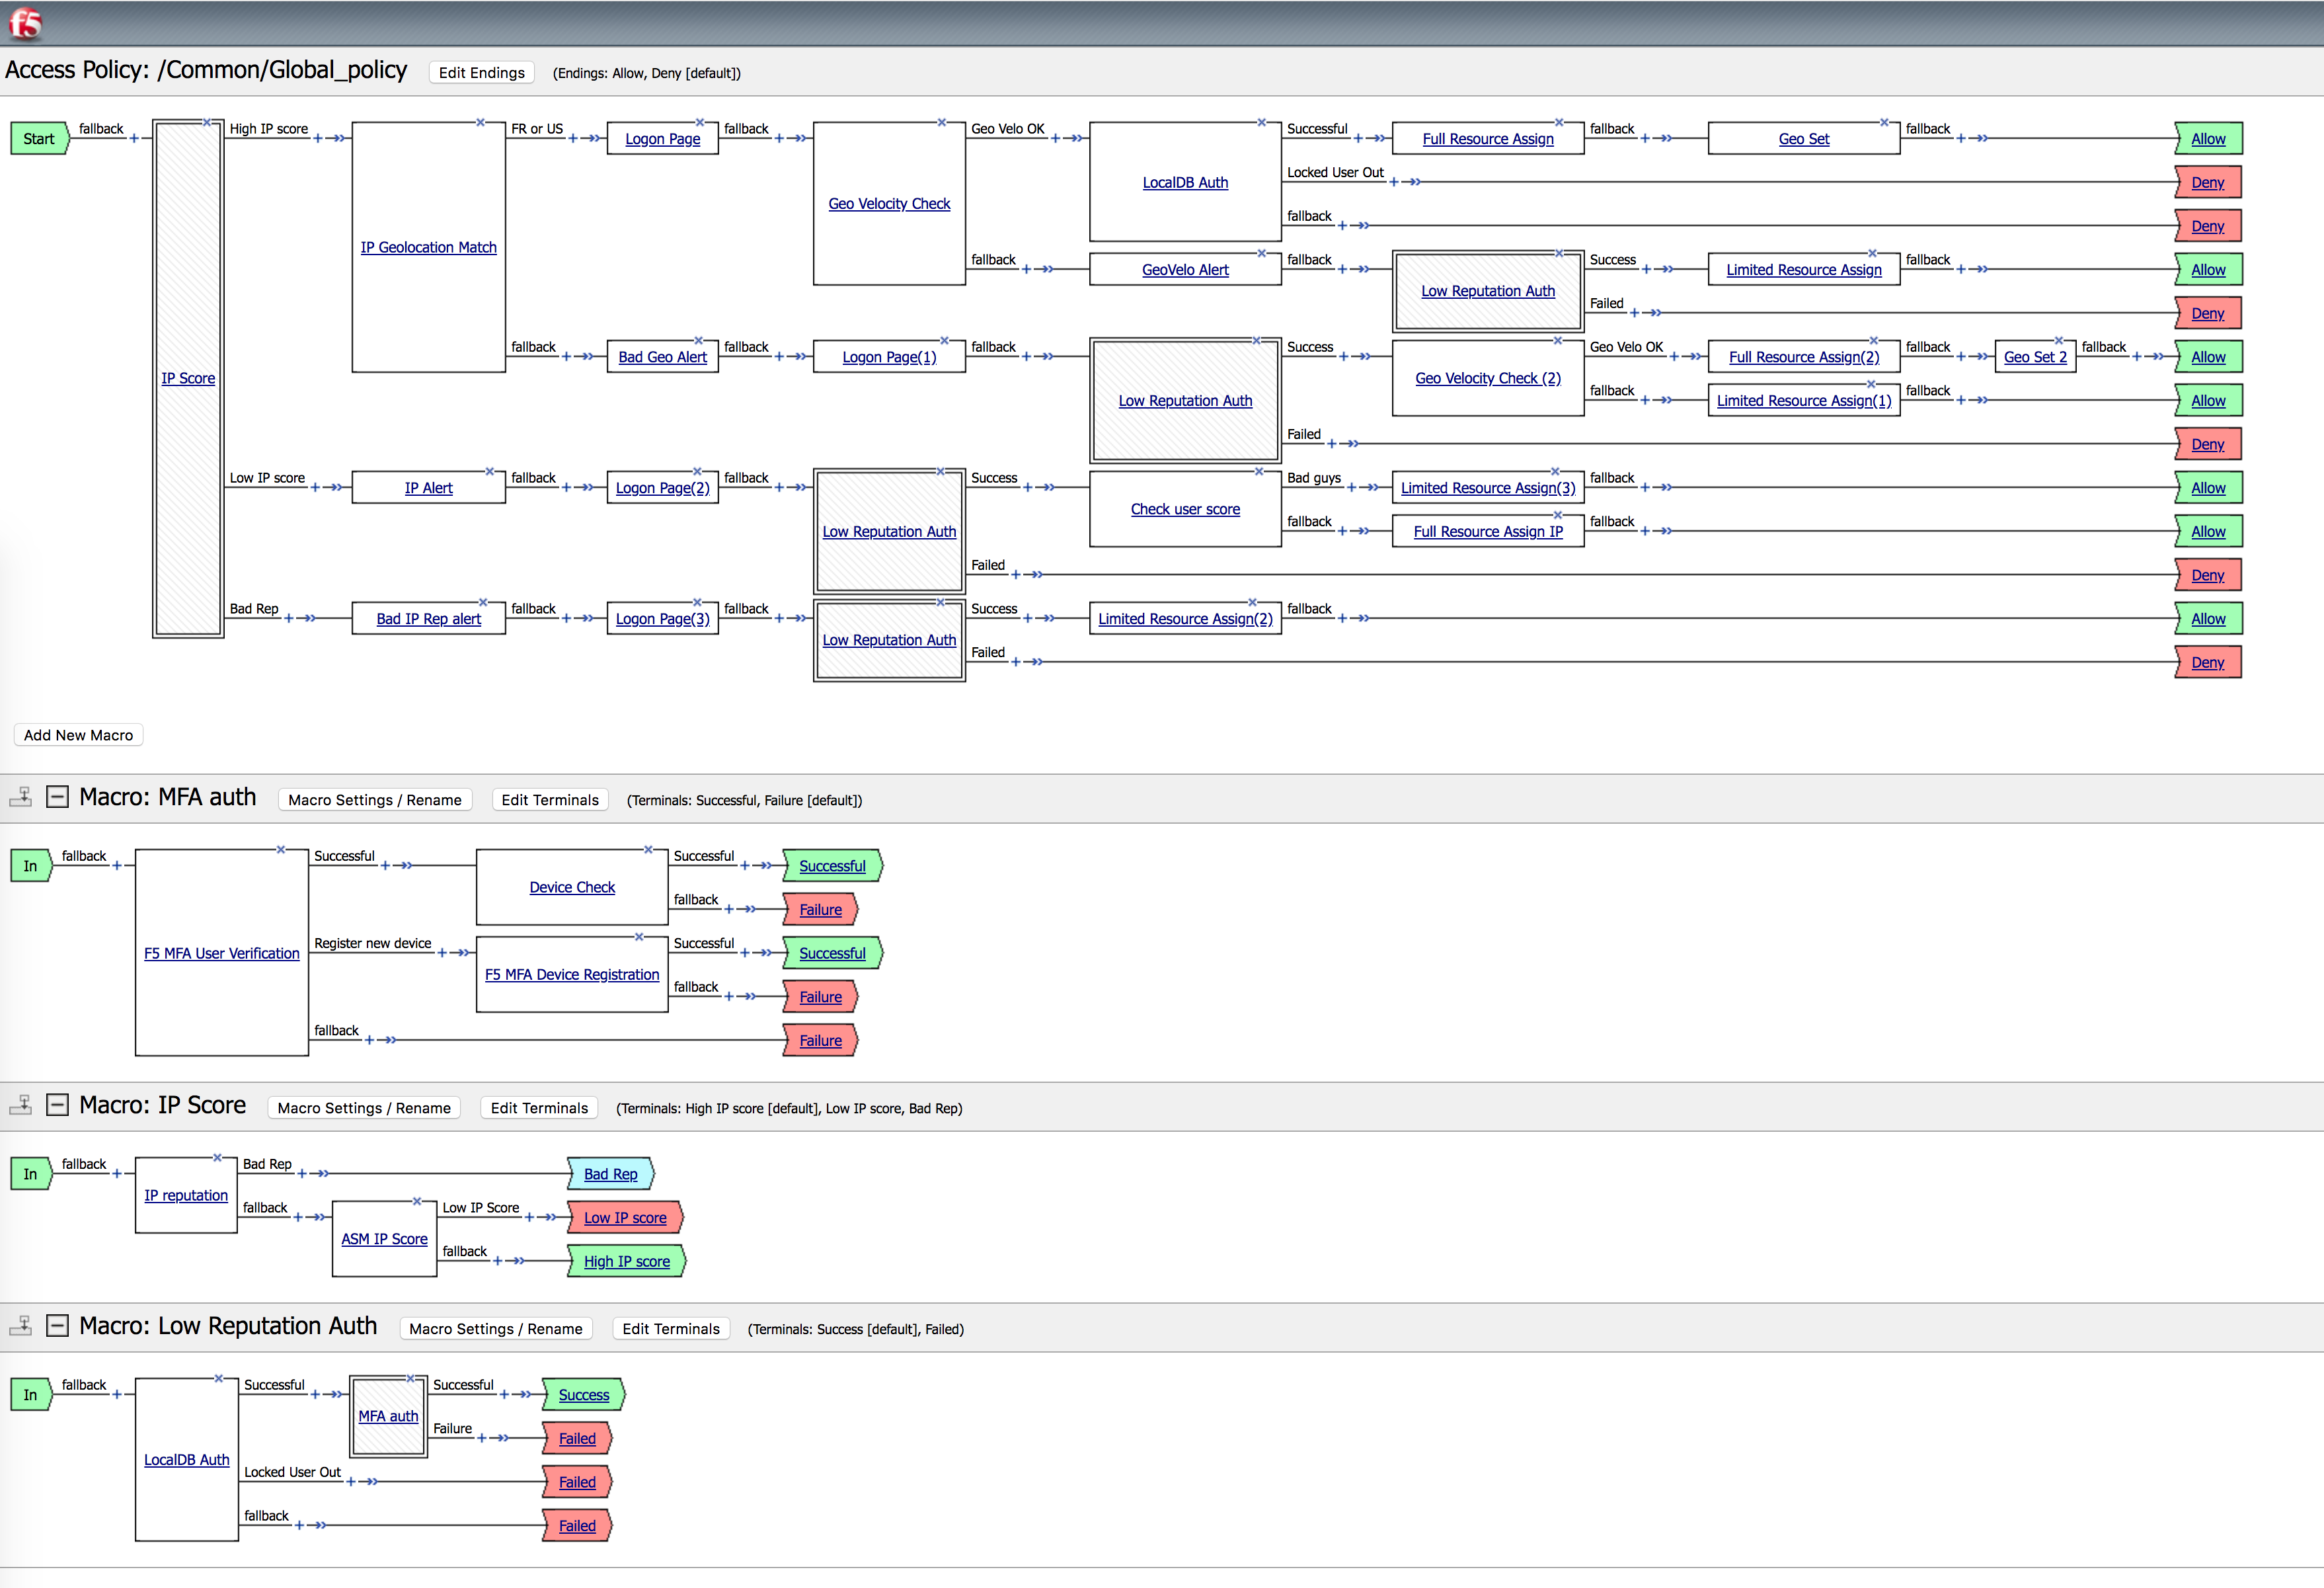 f5
Access Policy: /Common/Global_policy Edit Endings (Endings: Allow, Deny [default])
Start fallback High IP score FR or US Logon Page fallback Geo Velo OK Successful Full Resource Assign fallback Geo Set fallback Allow
Locked User Out Deny
LocalDB Auth
Geo Velocity Check
fallback Deny
IP Geolocation Match
fallback GeoVelo Alert fallback Success Limited Resource Assign fallback Allow
Low Reputation Auth
Failed Deny
fallback Bad Geo Alert fallback Logon Page(1) fallback Success Geo Velo OK Full Resource Assign(2) fallback Geo Set 2 fallback Allow
IP Score Geo Velocity Check (2)
Low Reputation Auth fallback Limited Resource Assign(1) fallback Allow
Failed Deny
Low IP score IP Alert fallback Logon Page(2) fallback Success Bad guys Limited Resource Assign(3) fallback Allow
Check user score
Low Reputation Auth fallback Full Resource Assign IP fallback Allow
Failed Deny
Bad Rep Bad IP Rep alert fallback Logon Page(3) fallback Success Limited Resource Assign(2) fallback Allow
Low Reputation Auth
Failed Deny
Add New Macro
Macro: MFA auth Macro Settings / Rename Edit Terminals (Terminals: Successful, Failure [default])
In fallback Successful Successful Successful
Device Check
fallback Failure
F5 MFA User Verification Register new device Successful Successful
F5 MFA Device Registration
fallback Failure
fallback Failure
Macro: IP Score Macro Settings / Rename Edit Terminals (Terminals: High IP score [default], Low IP score, Bad Rep)
In fallback Bad Rep Bad Rep
IP reputation
fallback Low IP Score Low IP score
ASM IP Score
fallback High IP score
Macro: Low Reputation Auth Macro Settings / Rename Edit Terminals (Terminals: Success [default], Failed)
In fallback Successful Successful Success
MFA auth
Failure Failed
LocalDB Auth
Locked User Out Failed
fallback Failed